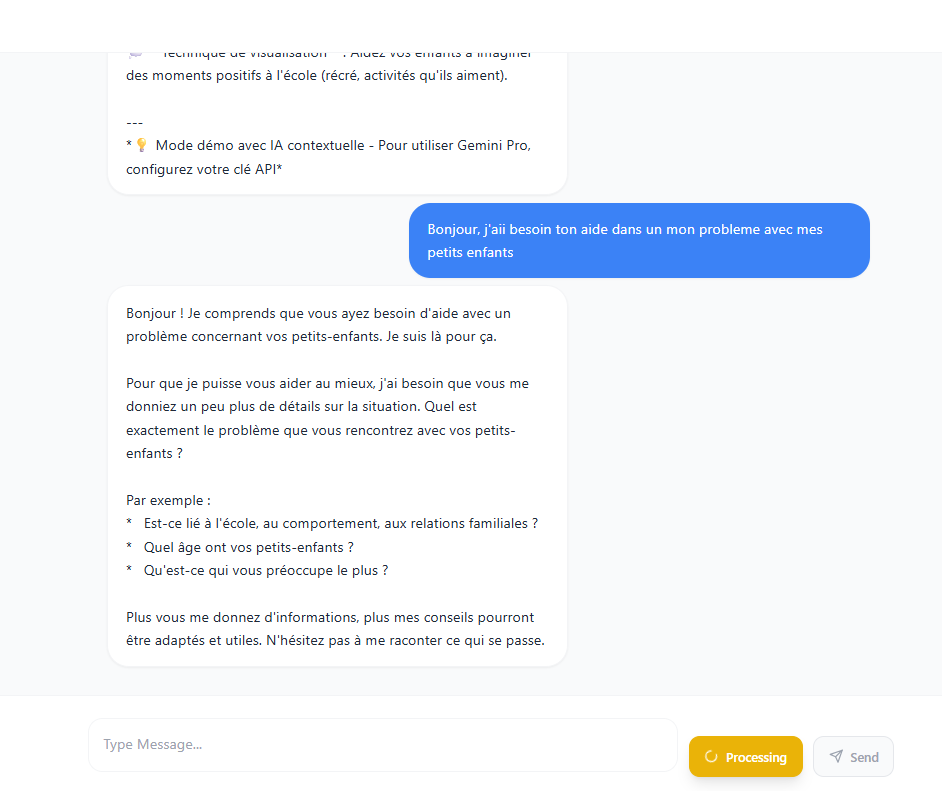 Technique de visualisation : Aidez vos enfants à imaginer
des moments positifs à l'école (récré, activités qu'ils aiment).
---
*💡 Mode démo avec IA contextuelle - Pour utiliser Gemini Pro,
configurez votre clé API*
Bonjour, j'aii besoin ton aide dans un mon probleme avec mes
petits enfants
Bonjour ! Je comprends que vous ayez besoin d'aide avec un
problème concernant vos petits-enfants. Je suis là pour ça.
Pour que je puisse vous aider au mieux, j'ai besoin que vous me
donniez un peu plus de détails sur la situation. Quel est
exactement le problème que vous rencontrez avec vos petits-
enfants ?
Par exemple :
* Est-ce lié à l'école, au comportement, aux relations familiales ?
* Quel âge ont vos petits-enfants ?
* Qu'est-ce qui vous préoccupe le plus ?
Plus vous me donnez d'informations, plus mes conseils pourront
être adaptés et utiles. N'hésitez pas à me raconter ce qui se passe.
Type Message...
Processing
Send